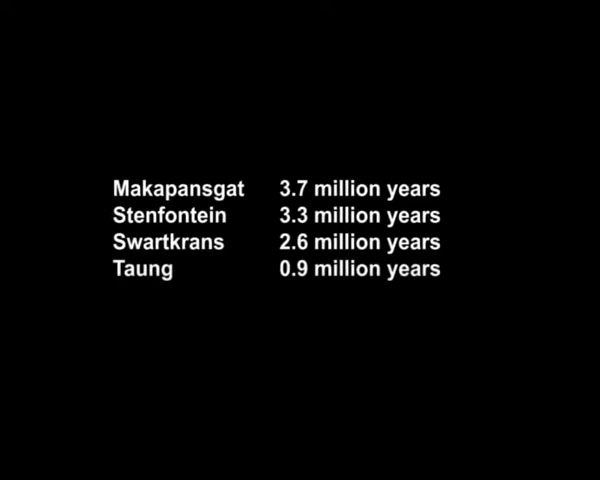 Makapansgat 3.7 million years
Stenfontein 3.3 million years
Swartkrans 2.6 million years
Taung 0.9 million years